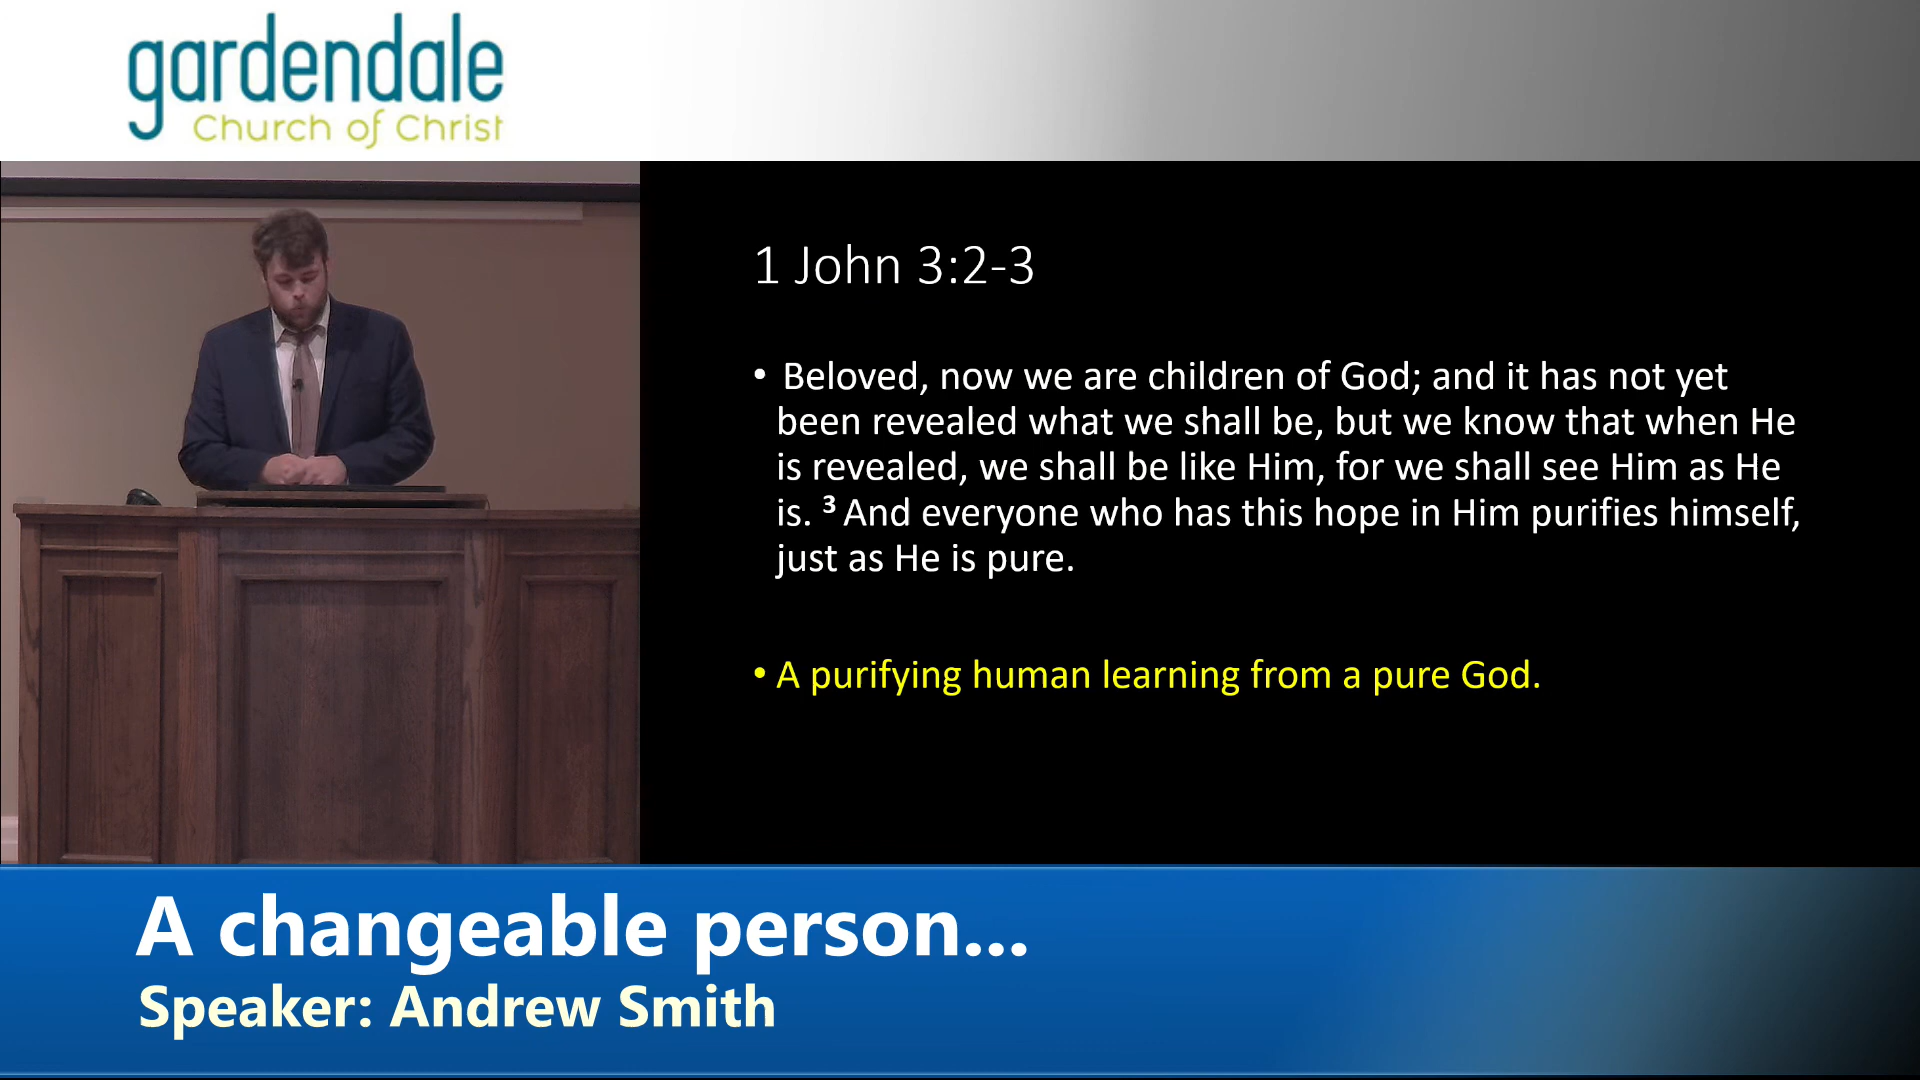 gardendale
Church of Christ
1 John 3:2-3
• Beloved, now we are children of God; and it has not yet
been revealed what we shall be, but we know that when He
is revealed, we shall be like Him, for we shall see Him as He
is. ³ And everyone who has this hope in Him purifies himself,
just as He is pure.
• A purifying human learning from a pure God.
A changeable person...
Speaker: Andrew Smith